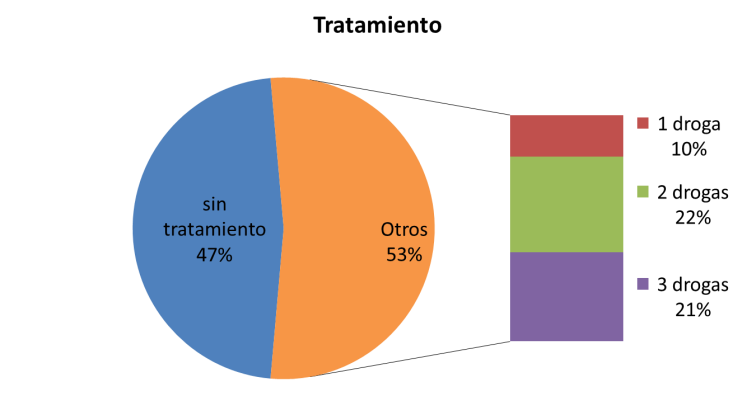 Tratamiento
sin
tratamiento
47%
Otros
53%
1 droga
10%
2 drogas
22%
3 drogas
21%